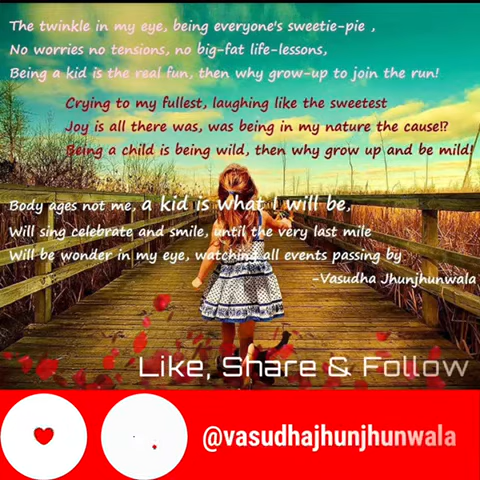 The twinkle in my eye, being everyone's sweetie-pie ,
No worries no tensions, no big-fat life-lessons,
Being a kid is the real fun, then why grow-up to join the run!
Crying to my fullest, laughing like the sweetest
Joy is all there was, was being in my nature the cause!?
Being a child is being wild, then why grow up and be mild!
Body ages not me, a kid is what I will be,
Will sing celebrate and smile, until the very last mile
Will be wonder in my eye, watching all events passing by
-Vasudha Jhunjhunwala
Like, Share & Follow
@vasudhajhunjhunwala